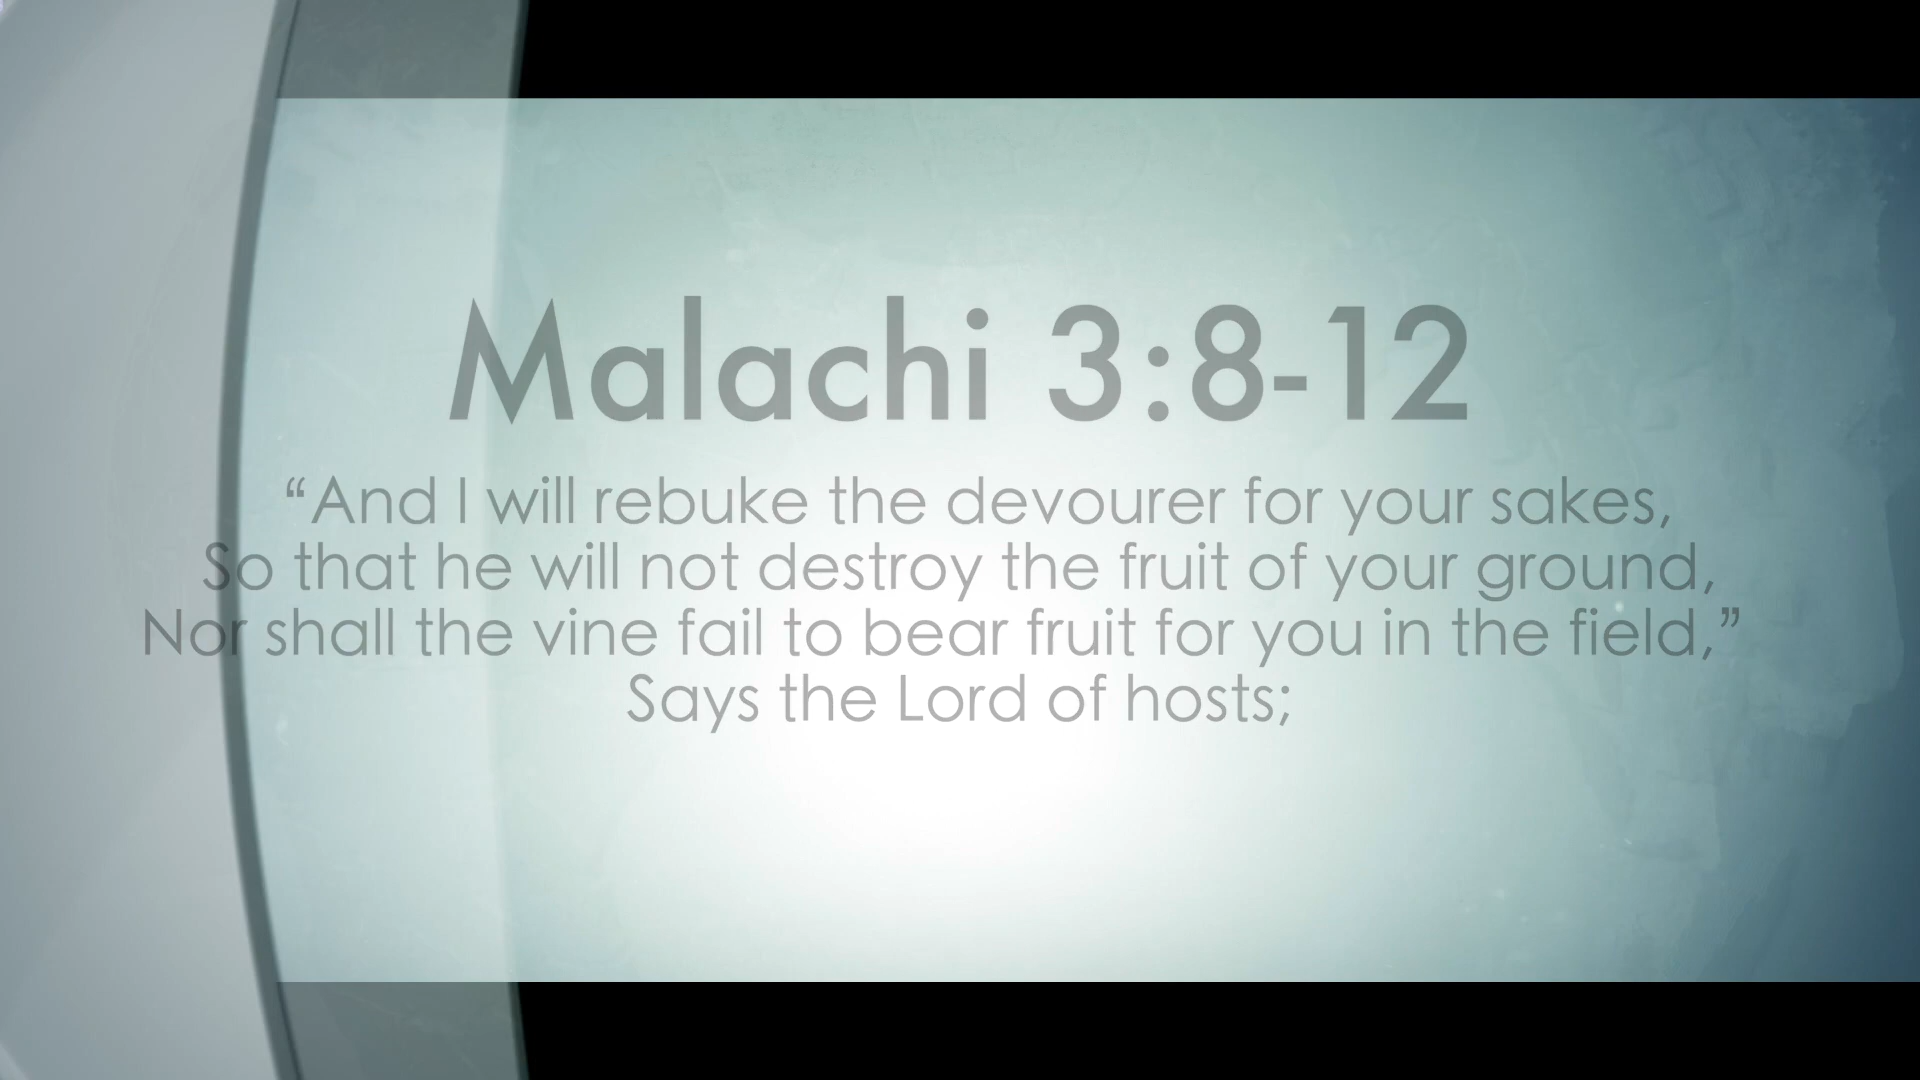 Malachi 3:8-12
“And I will rebuke the devourer for your sakes,
So that he will not destroy the fruit of your ground,
Nor shall the vine fail to bear fruit for you in the field,”
Says the Lord of hosts;